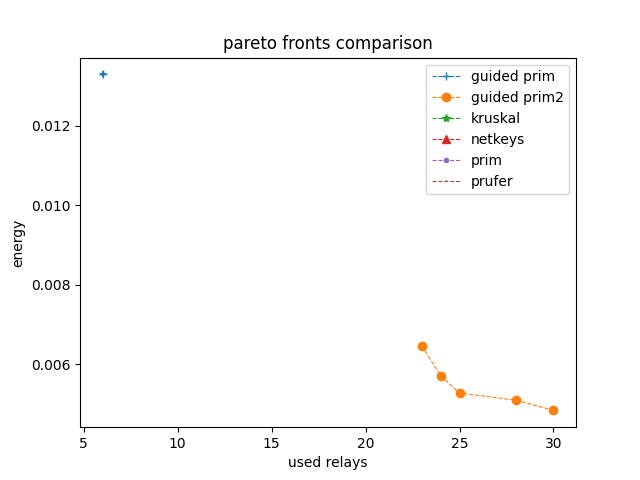 pareto fronts comparison
guided prim
guided prim2
kruskal
netkeys
prim
prufer
0.012
0.010
0.008
0.006
energy
5 10 15 20 25 30
used relays